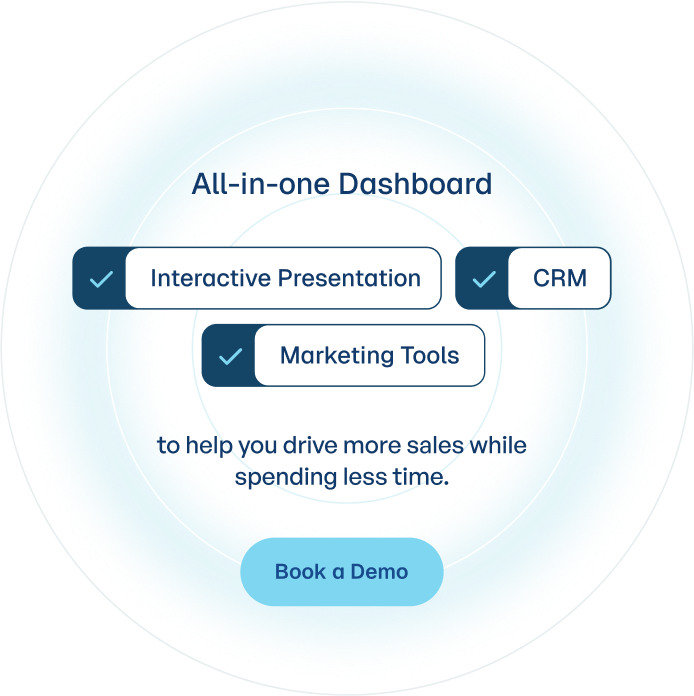 All-in-one Dashboard
Interactive Presentation
CRM
Marketing Tools
to help you drive more sales while
spending less time.
Book a Demo